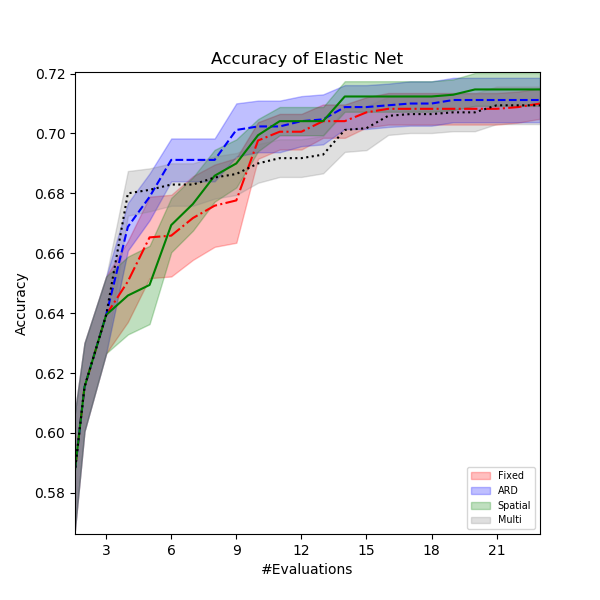 Accuracy of Elastic Net
0.72
0.70
0.68
0.66
0.64
0.62
0.60
0.58
Accuracy
3 6 9 12 15 18 21
#Evaluations
Fixed
ARD
Spatial
Multi